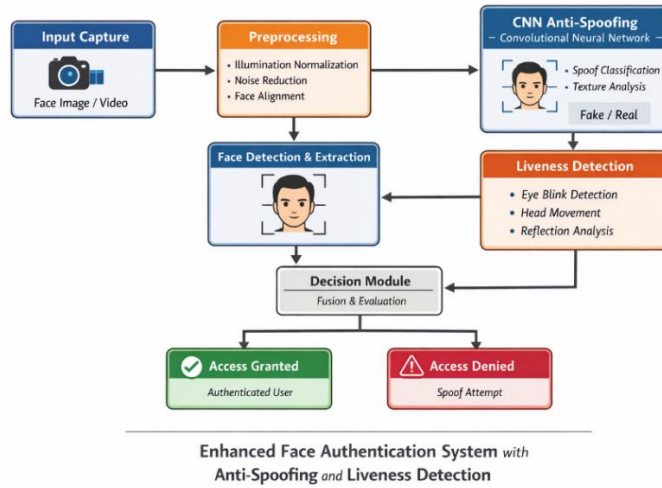 Input Capture
Face Image / Video
Preprocessing
• Illumination Normalization
• Noise Reduction
• Face Alignment
CNN Anti-Spoofing
Convolutional Neural Network
• Spoof Classification
• Texture Analysis
Fake / Real
Face Detection & Extraction
Liveness Detection
• Eye Blink Detection
• Head Movement
• Reflection Analysis
Decision Module
Fusion & Evaluation
Access Granted
Authenticated User
Access Denied
Spoof Attempt
Enhanced Face Authentication System with
Anti-Spoofing and Liveness Detection